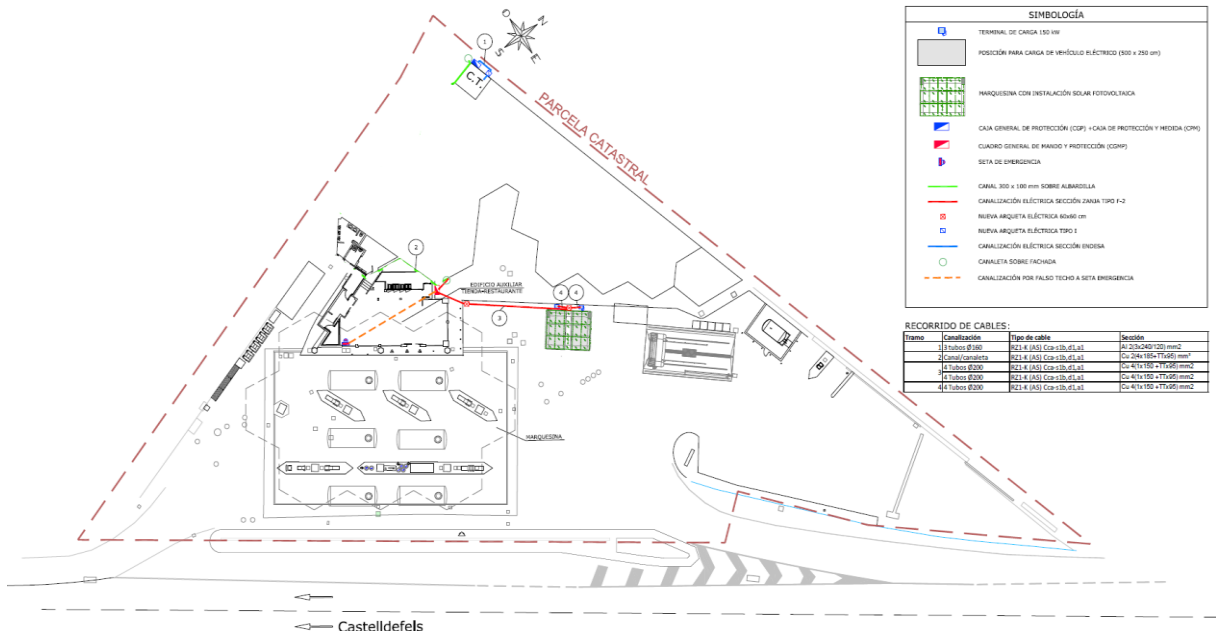 SIMBOLOGÍA
TERMINAL DE CARGA 150 kW
POSICIÓN PARA CARGA DE VEHÍCULO ELÉCTRICO (500 x 250 cm)
MARQUESINA CON INSTALACIÓN SOLAR FOTOVOLTAICA
CAJA GENERAL DE PROTECCIÓN (CGP) +CAJA DE PROTECCIÓN Y MEDIDA (CPM)
CUADRO GENERAL DE MANDO Y PROTECCIÓN (CGMP)
SETA DE EMERGENCIA
CANAL 300 x 100 mm SOBRE ALBARDILLA
CANALIZACIÓN ELÉCTRICA SECCIÓN ZANJA TIPO F-2
NUEVA ARQUETA ELÉCTRICA 60x60 cm
NUEVA ARQUETA ELÉCTRICA TIPO I
CANALIZACIÓN ELÉCTRICA SECCIÓN ENDESA
CANALETA SOBRE FACHADA
CANALIZACIÓN POR FALSO TECHO A SETA EMERGENCIA
RECORRIDO DE CABLES:
Tramo Canalización Tipo de cable Sección
1 3 tubos Ø160 RZ1-K (AS) Cca-s1b,d1,a1 Al 2(3x240/120) mm2
2 Canal/canaleta RZ1-K (AS) Cca-s1b,d1,a1 Cu 2(4x185+TTx95) mm²
3 4 Tubos Ø200 RZ1-K (AS) Cca-s1b,d1,a1 Cu 4(1x150 +TTx95) mm2
4 Tubos Ø200 RZ1-K (AS) Cca-s1b,d1,a1 Cu 4(1x150 +TTx95) mm2
4 4 Tubos Ø200 RZ1-K (AS) Cca-s1b,d1,a1 Cu 4(1x150 +TTx95) mm2
O N
S E
1
C.T.
PARCELA CATASTRAL
2
EDIFICIO AUXILIAR
TIENDA-RESTAURANTE
4 4
3
MARQUESINA
Castelldefels